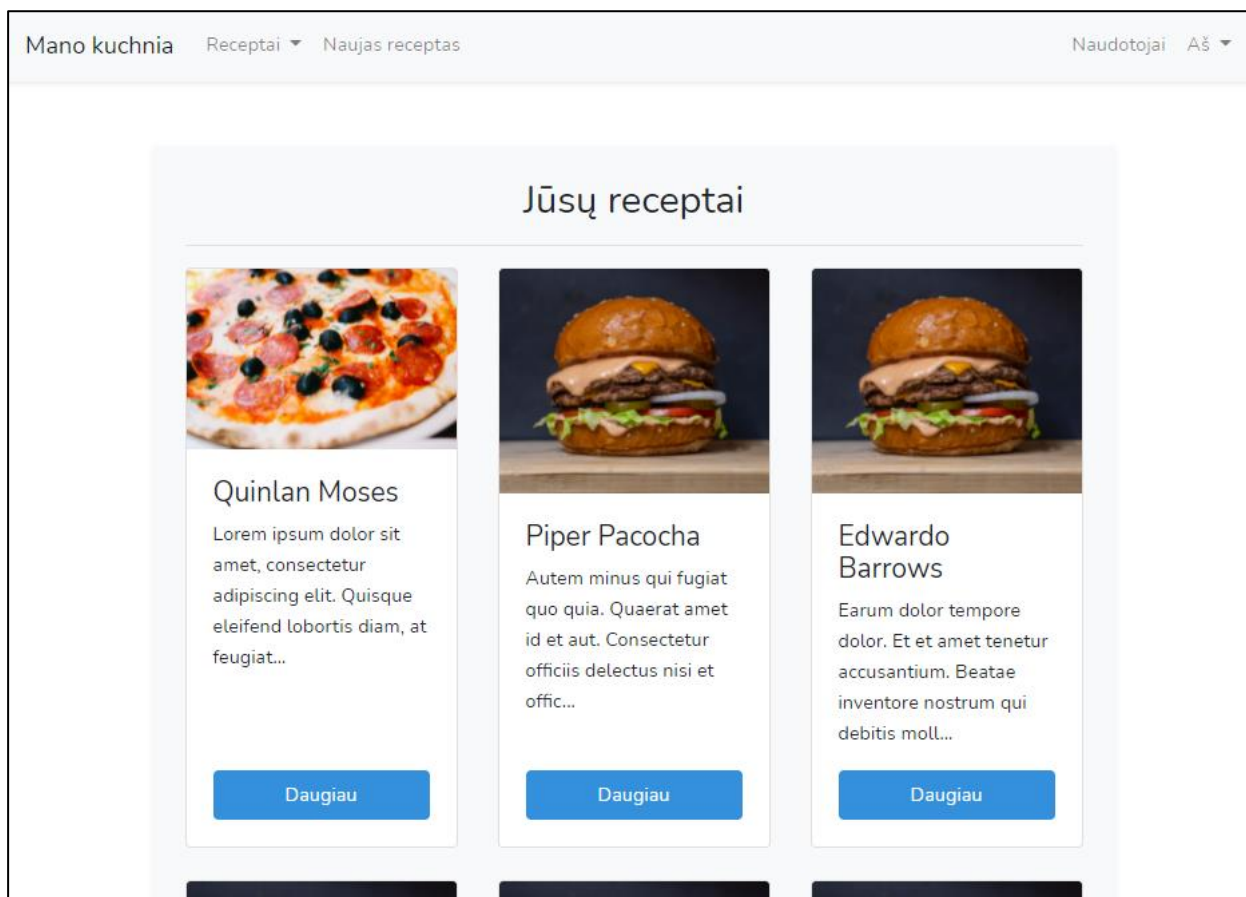 Mano kuchnia Receptai Naujas receptas Naudotojai Aš
Jūsų receptai
Quinlan Moses
Lorem ipsum dolor sit
amet, consectetur
adipiscing elit. Quisque
eleifend lobortis diam, at
feugiat...
Daugiau
Piper Pacocha
Autem minus qui fugiat
quo quia. Quaerat amet
id et aut. Consectetur
officiis delectus nisi et
offic...
Daugiau
Edwardo
Barrows
Earum dolor tempore
dolor. Et et amet tenetur
accusantium. Beatae
inventore nostrum qui
debitis moll...
Daugiau